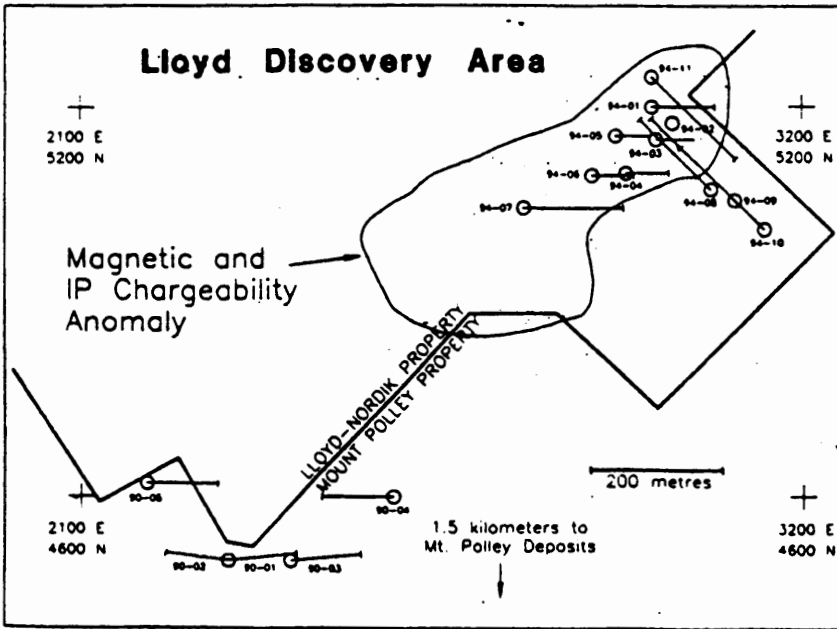 Lloyd Discovery Area
94-11
94-01
94-02
2100 E
5200 N
3200 E
5200 N
94-05
94-03
94-06
94-04
94-08
94-09
94-07
94-10
Magnetic and
IP Chargeability
Anomaly
LLOYD-NORDIK PROPERTY
MOUNT POLLEY PROPERTY
200 metres
90-05
90-04
2100 E
4600 N
1.5 kilometers to
Mt. Polley Deposits
3200 E
4600 N
90-02
90-01
90-03